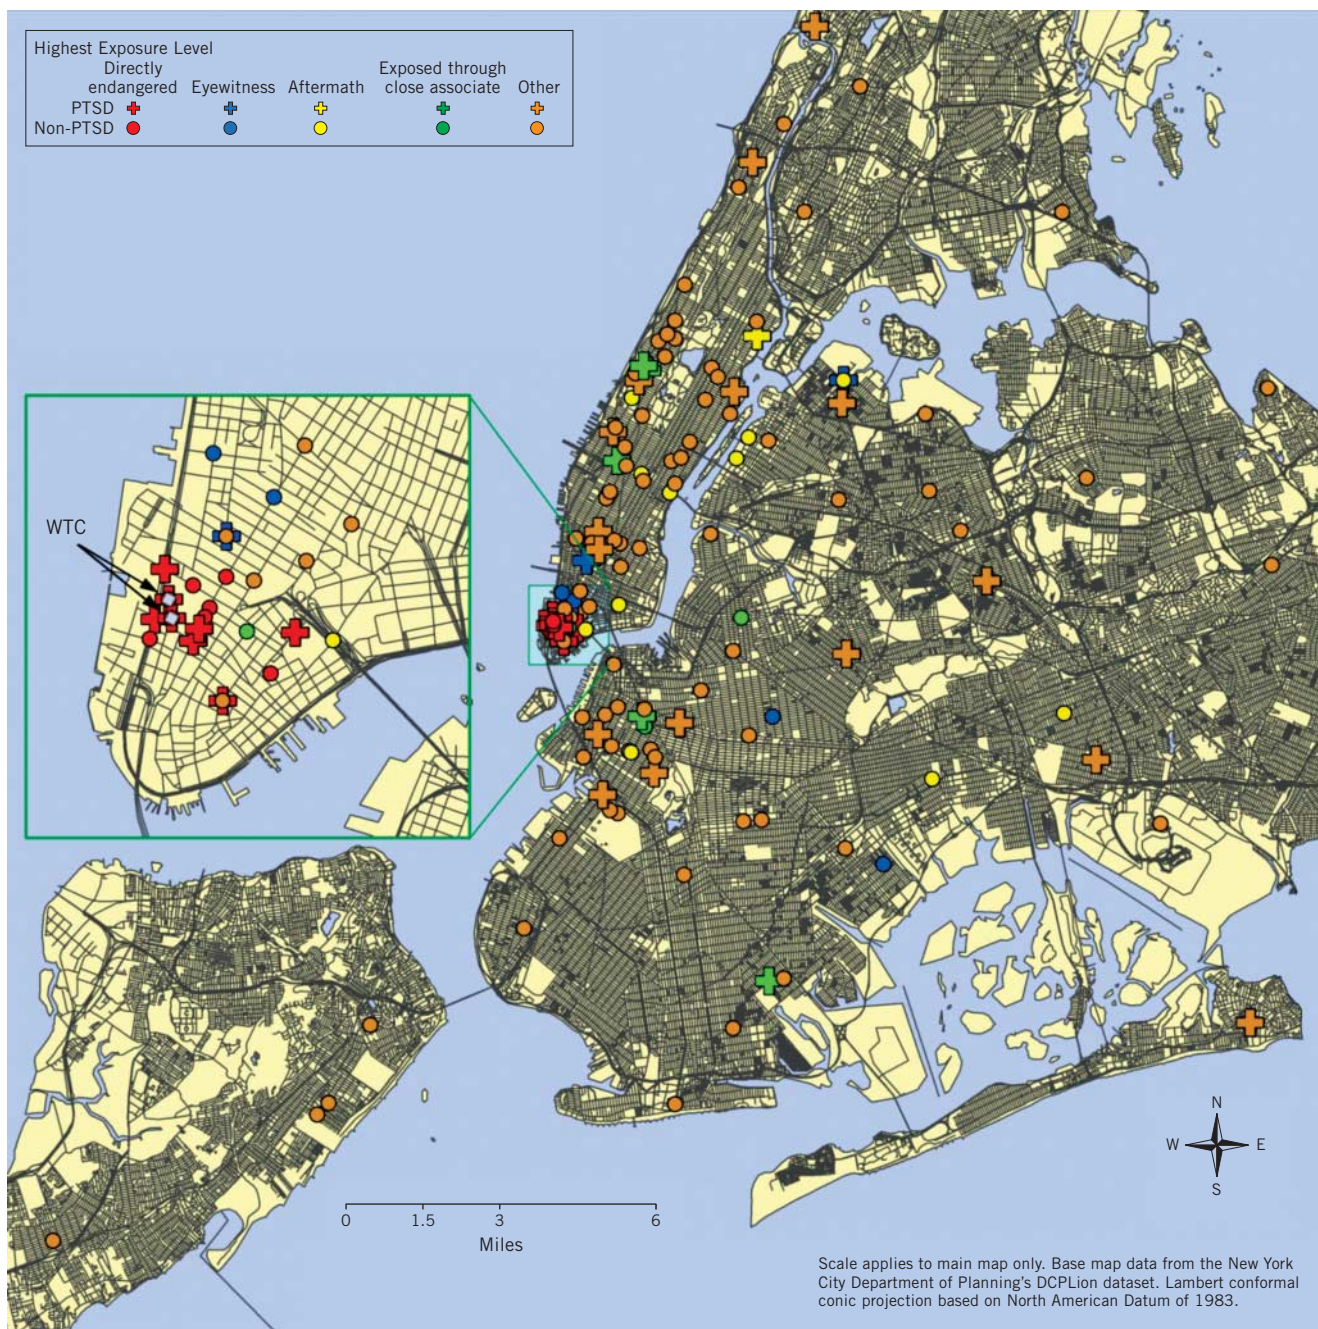 Highest Exposure Level
Directly endangered Eyewitness Aftermath Exposed through close associate Other
PTSD
Non-PTSD
WTC
N
W E
S
0 1.5 3 6
Miles
Scale applies to main map only. Base map data from the New York
City Department of Planning's DCPLion dataset. Lambert conformal
conic projection based on North American Datum of 1983.